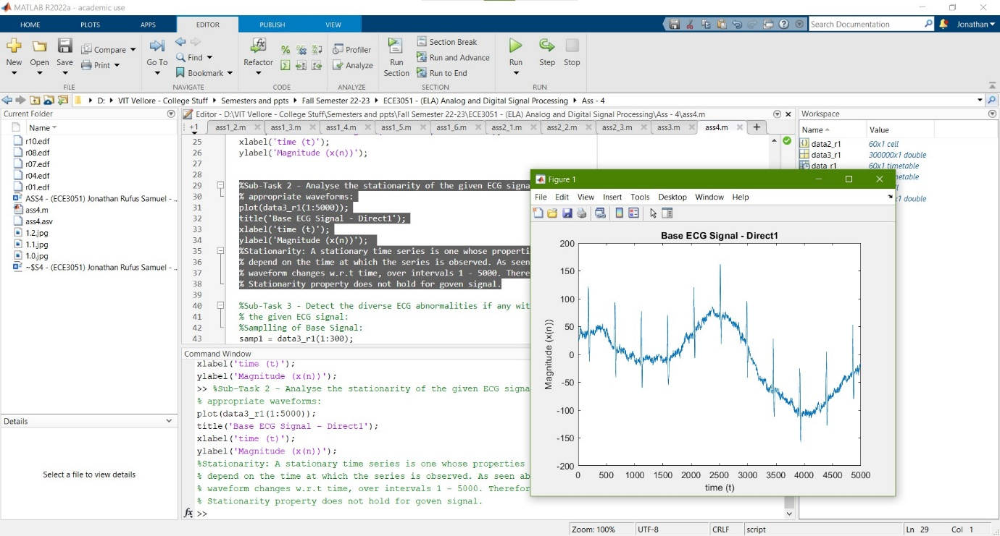 MATLAB R2022a - academic use
HOME PLOTS APPS EDITOR PUBLISH VIEW
Search Documentation
Jonathan
New Open Save Compare Print
Go To Find Bookmark
Refactor
Profiler Analyze
Run Section
Section Break
Run and Advance
Run to End
Run Step Stop
FILE NAVIGATE CODE ANALYZE SECTION RUN
D: VIT Vellore - College Stuff Semesters and ppts Fall Semester 22-23 ECE3051 - (ELA) Analog and Digital Signal Processing Ass - 4
Current Folder
Name
r10.edf
r08.edf
r07.edf
r04.edf
r01.edf
ASS4 - (ECE3051) Jonathan Rufus Samuel - ..
ass4.m
ass4.asv
1.2.jpg
1.1.jpg
1.0.jpg
~$S4 - (ECE3051) Jonathan Rufus Samuel - ..
Details
Select a file to view details
Editor - D:\VIT Vellore - College Stuff\Semesters and ppts\Fall Semester 22-23\ECE3051 - (ELA) Analog and Digital Signal Processing\Ass - 4\ass4.m
+1 ass1_2.m ass1_3.m ass1_4.m ass1_5.m ass1_6.m ass2_1.m ass2_2.m ass2_3.m ass3.m ass4.m
25 xlabel('time (t)');
26 ylabel('Magnitude (x(n))');
27
28
29 %Sub-Task 2 - Analyse the stationarity of the given ECG signa
30 % appropriate waveforms:
31 plot(data3_r1(1:5000));
32 title('Base ECG Signal - Direct1');
33 xlabel('time (t)');
34 ylabel('Magnitude (x(n))');
35 %Stationarity: A stationary time series is one whose properti
36 % depend on the time at which the series is observed. As seen
37 % waveform changes w.r.t time, over intervals 1 - 5000. There
38 % Stationarity property does not hold for goven signal.
39
40 %Sub-Task 3 - Detect the diverse ECG abnormalities if any wit
41 % the given ECG signal:
42 %Samplling of Base Signal:
43 samp1 = data3_r1(1:300);
Command Window
xlabel('time (t)');
ylabel('Magnitude (x(n))');
>> %Sub-Task 2 - Analyse the stationarity of the given ECG signa
% appropriate waveforms:
plot(data3_r1(1:5000));
title('Base ECG Signal - Direct1');
xlabel('time (t)');
ylabel('Magnitude (x(n))');
%Stationarity: A stationary time series is one whose properties
% depend on the time at which the series is observed. As seen ab
% waveform changes w.r.t time, over intervals 1 - 5000. Therefor
% Stationarity property does not hold for goven signal.
fx >>
Workspace
Name Value
data2_r1 60x1 cell
data3_r1 300000x1 double
data_r1 60x1 timetable
Figure 1
File Edit View Insert Tools Desktop Window Help
Base ECG Signal - Direct1
Magnitude (x(n))
200
150
100
50
0
-50
-100
-150
-200
0 500 1000 1500 2000 2500 3000 3500 4000 4500 5000
time (t)
Zoom: 100% UTF-8 CRLF script Ln 29 Col 1